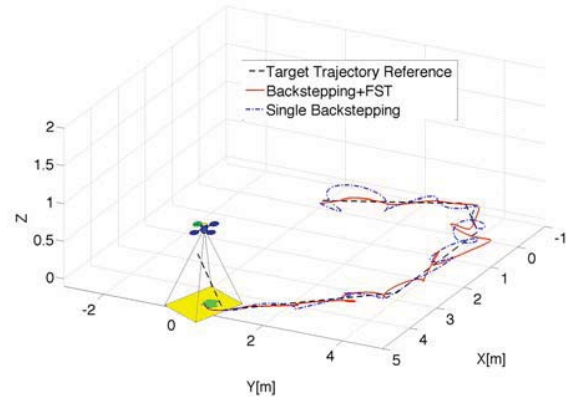 Target Trajectory Reference
Backstepping+FST
Single Backstepping
2
1.5
1
0.5
0
Z
-2
0
2
4
Y[m]
5
4
3
2
1
0
-1
X[m]